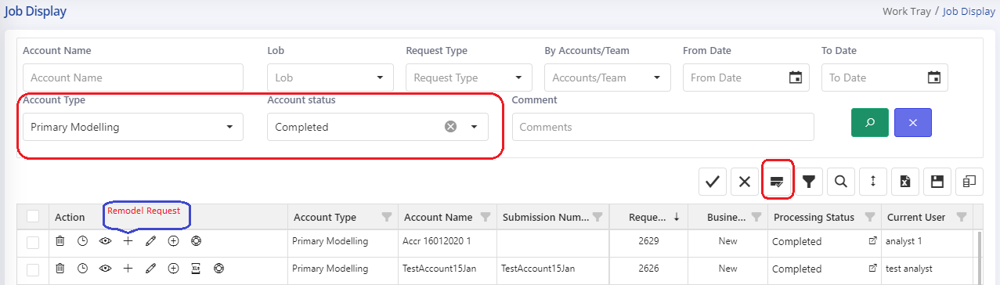 Job Display
Work Tray / Job Display
Account Name Lob Request Type By Accounts/Team From Date To Date
Account Name Lob Request Type Accounts/Team From Date To Date
Account Type Account status Comment
Primary Modelling Completed Comments
Remodel Request
Action Account Type Account Name Submission Num... Reque... Busine... Processing Status Current User
Primary Modelling Accr 16012020 1 2629 New Completed analyst 1
XLS Primary Modelling TestAccount15Jan TestAccount15Jan 2626 New Completed test analyst